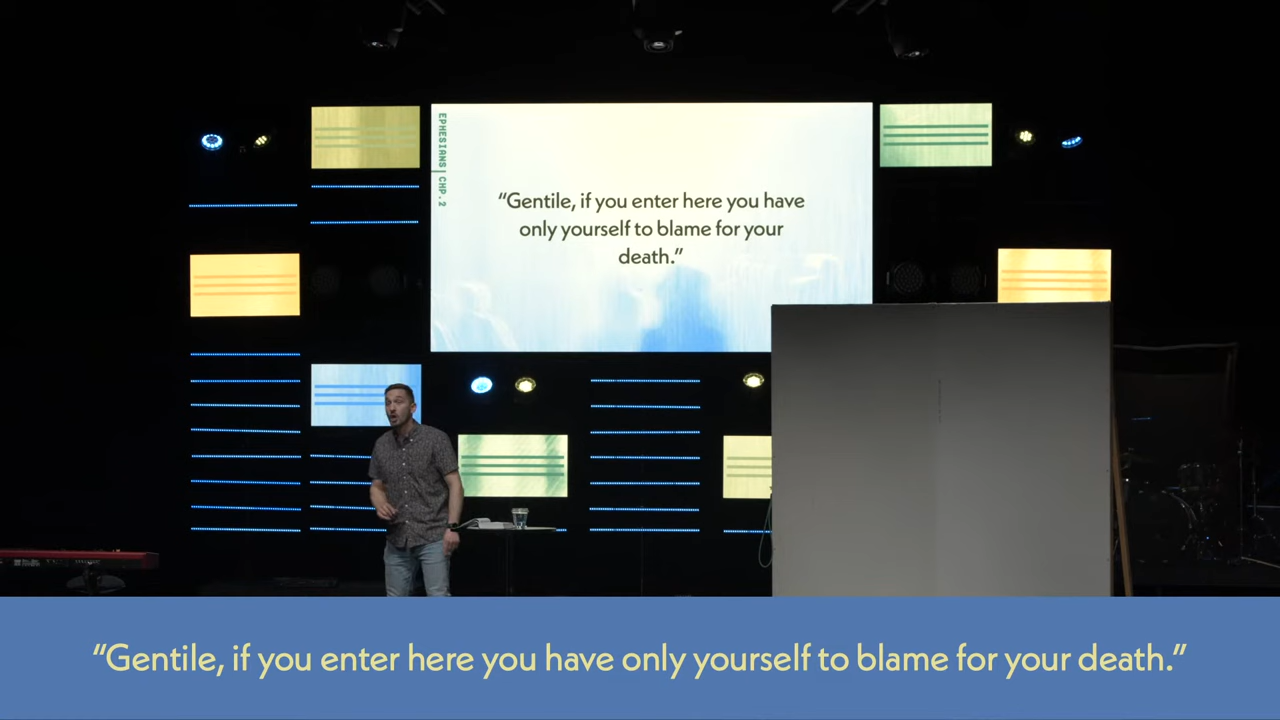 EPHESIANS | CHP. 2
“Gentile, if you enter here you have
only yourself to blame for your
death.”
“Gentile, if you enter here you have only yourself to blame for your death.”